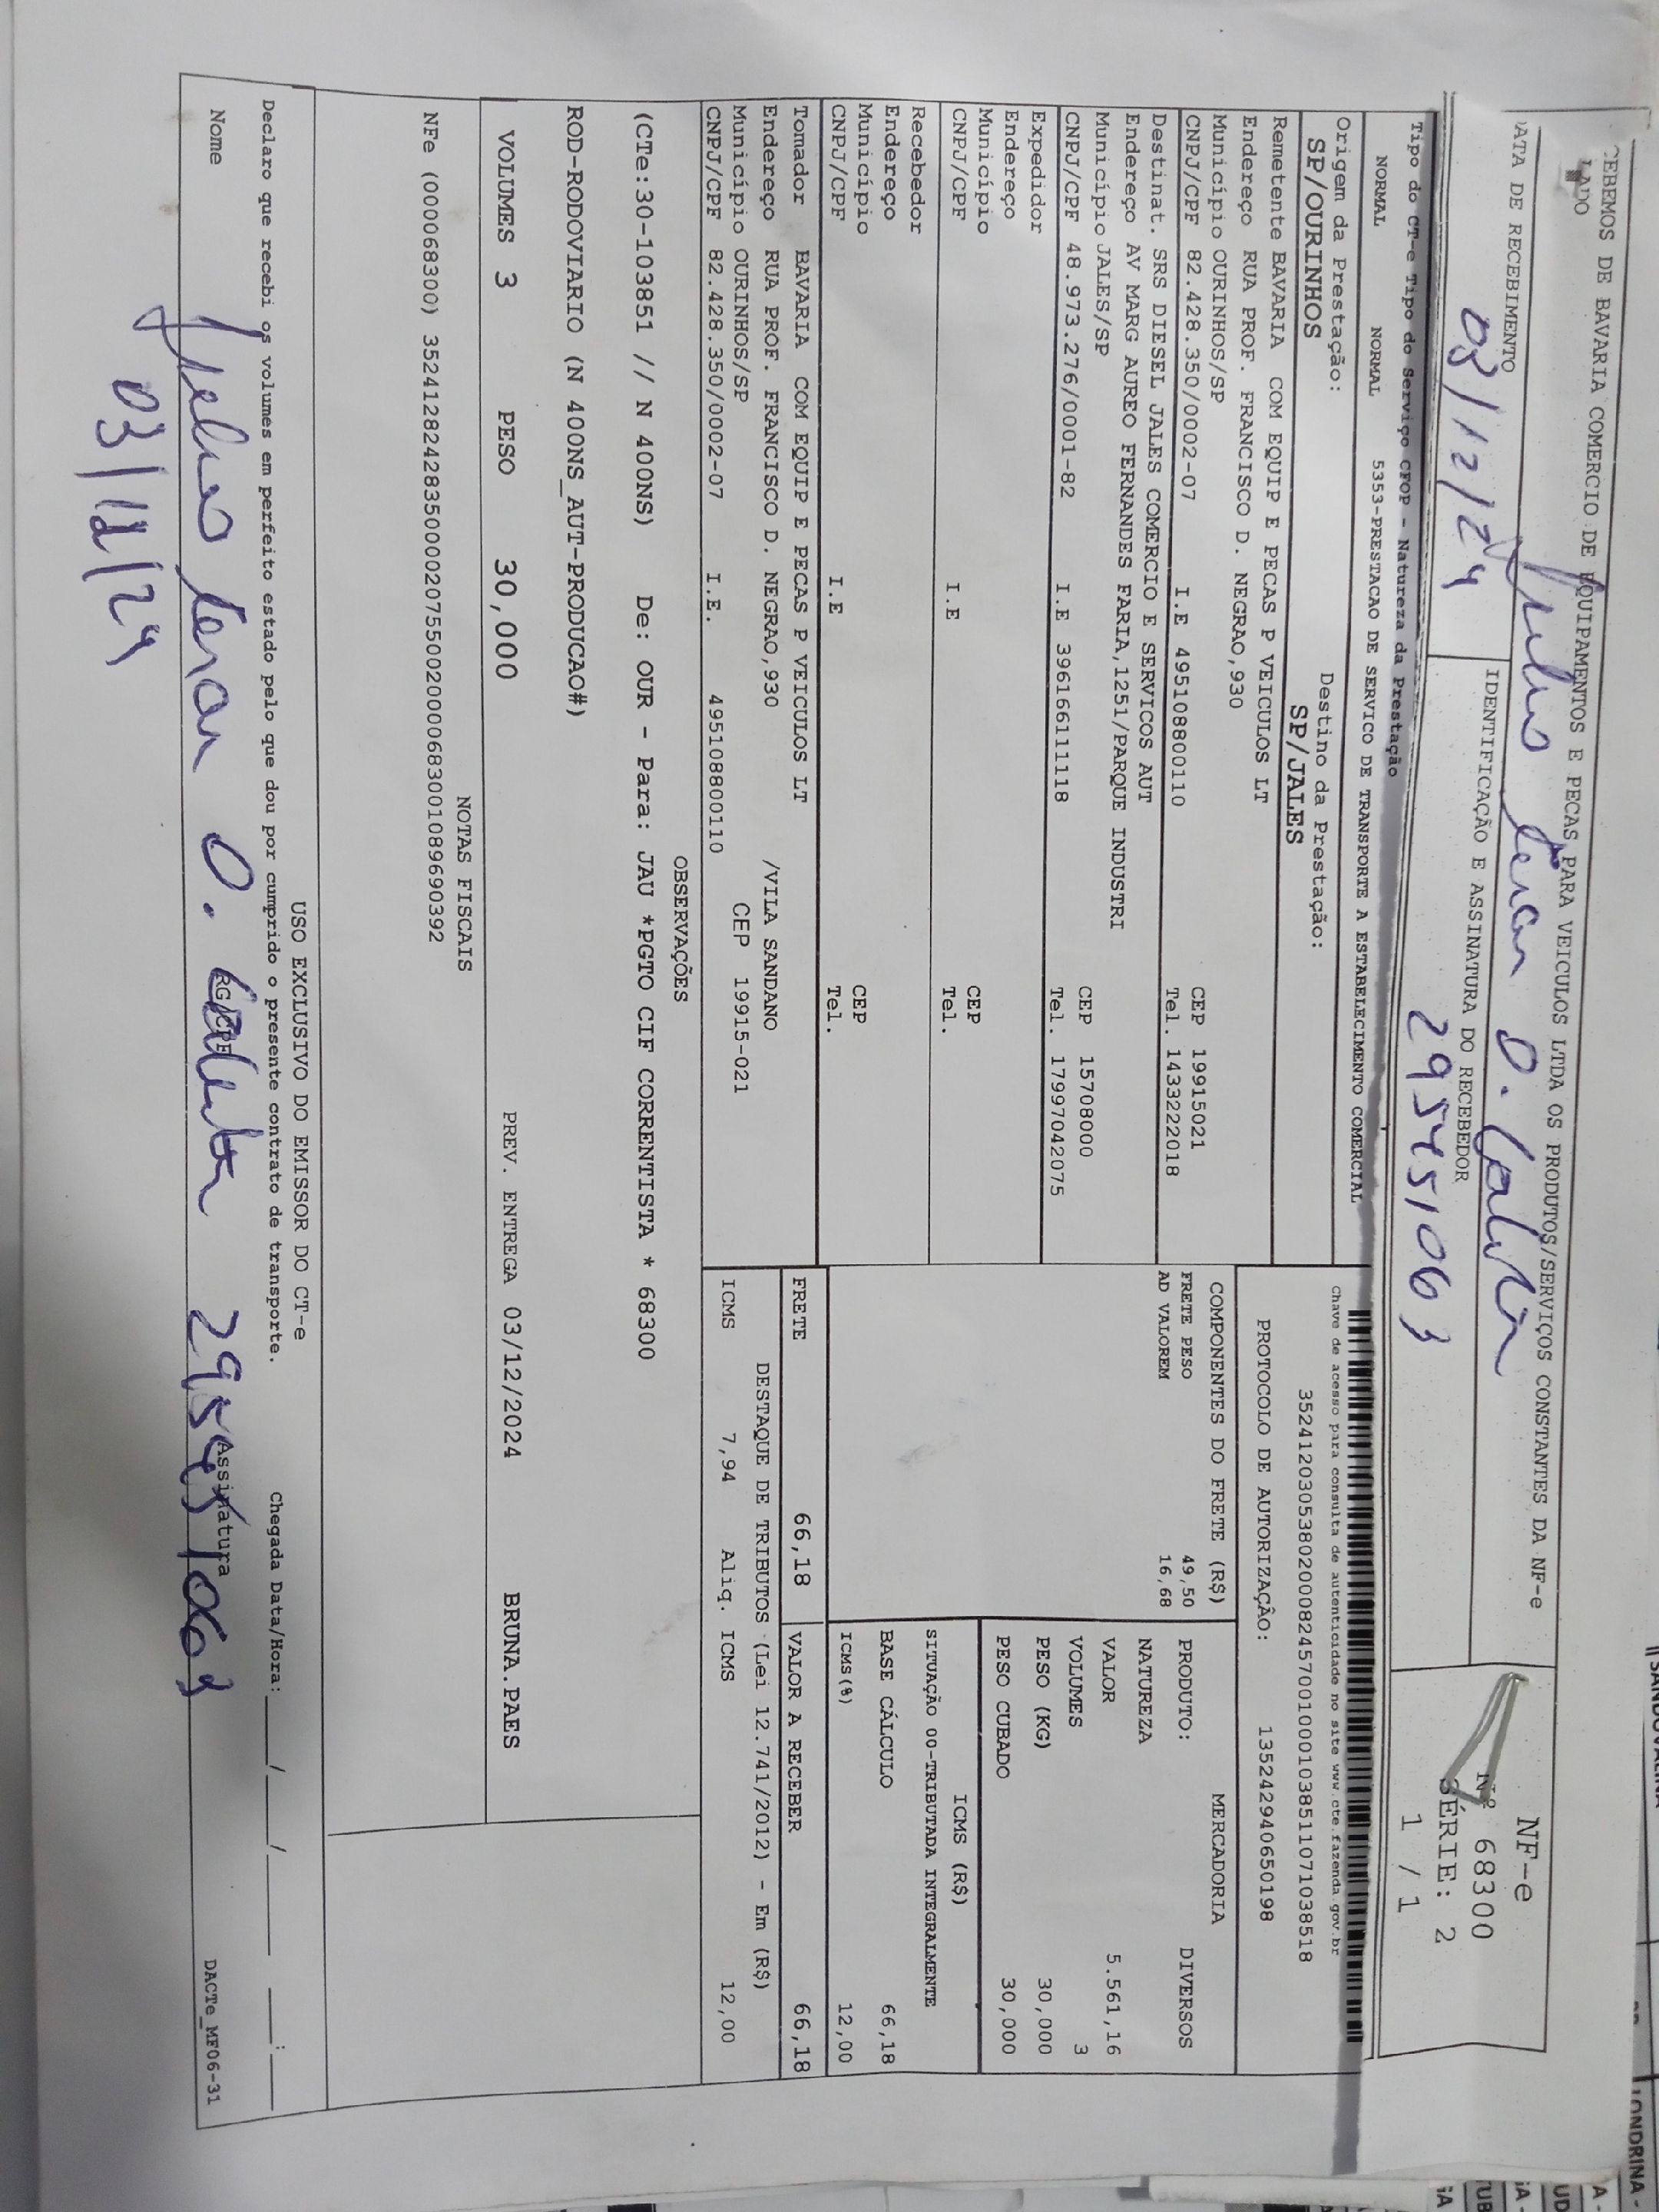 CEBEMOS DE BAVARIA COMERCIO DE EQUIPAMENTOS E PECAS PARA VEICULOS LTDA OS PRODUTOS/SERVIÇOS CONSTANTES DA NF-e
LADO
DATA DE RECEBIMENTO
03/12/24
IDENTIFICAÇÃO E ASSINATURA DO RECEBEDOR
295451063
NF-e
Nº 68300
SÉRIE: 2
1 / 1
Tipo do CT-e Tipo do Serviço CFOP - Natureza da Prestação
NORMAL NORMAL 5353-PRESTACAO DE SERVICO DE TRANSPORTE A ESTABELECIMENTO COMERCIAL
Origem da Prestação: Destino da Prestação:
SP/OURINHOS SP/JALES
Chave de acesso para consulta de autenticidade no site www.cte.fazenda.gov.br
35241203053802000824570010001038511071038518
PROTOCOLO DE AUTORIZAÇÃO: 135242940650198
Remetente BAVARIA COM EQUIP E PECAS P VEICULOS LT
Endereço RUA PROF. FRANCISCO D. NEGRAO,930
Município OURINHOS/SP CEP 19915021
CNPJ/CPF 82.428.350/0002-07 I.E 495108800110 Tel. 1433222018
Destinat. SRS DIESEL JALES COMERCIO E SERVICOS AUT
Endereço AV MARG AUREO FERNANDES FARIA,1251/PARQUE INDUSTRI
Município JALES/SP CEP 15708000
CNPJ/CPF 48.973.276/0001-82 I.E 396166111118 Tel. 17997042075
Expedidor
Endereço
Município CEP
CNPJ/CPF I.E Tel.
Recebedor
Endereço
Município CEP
CNPJ/CPF I.E Tel.
COMPONENTES DO FRETE (R$)
FRETE PESO 49,50
AD VALOREM 16,68
MERCADORIA
PRODUTO: DIVERSOS
NATUREZA
VALOR 5.561,16
VOLUMES 3
PESO (KG) 30,000
PESO CUBADO 30,000
ICMS (R$)
SITUAÇÃO 00-TRIBUTADA INTEGRALMENTE
BASE CÁLCULO 66,18
ICMS(%) 12,00
Tomador BAVARIA COM EQUIP E PECAS P VEICULOS LT
Endereço RUA PROF. FRANCISCO D. NEGRAO,930 /VILA SANDANO
Município OURINHOS/SP CEP 19915-021
CNPJ/CPF 82.428.350/0002-07 I.E. 495108800110
FRETE 66,18 VALOR A RECEBER 66,18
DESTAQUE DE TRIBUTOS (Lei 12.741/2012) - Em (R$)
ICMS 7,94 Aliq. ICMS 12,00
OBSERVAÇÕES
(CTe:30-103851 // N 400NS) De: OUR - Para: JAU *PGTO CIF CORRENTISTA * 68300
ROD-RODOVIARIO (N 400NS_AUT-PRODUCAO#)
VOLUMES 3 PESO 30,000 PREV. ENTREGA 03/12/2024 BRUNA.PAES
NOTAS FISCAIS
NFe (000068300) 35241282428350000207550020000683001089690392
USO EXCLUSIVO DO EMISSOR DO CT-e
Declaro que recebi os volumes em perfeito estado pelo que dou por cumprido o presente contrato de transporte. Chegada Data/Hora:____/____/______ ____:____
Nome RG/CPF Assinatura
295451063
03/12/24
DACTe_MF06-31
LONDRINA -